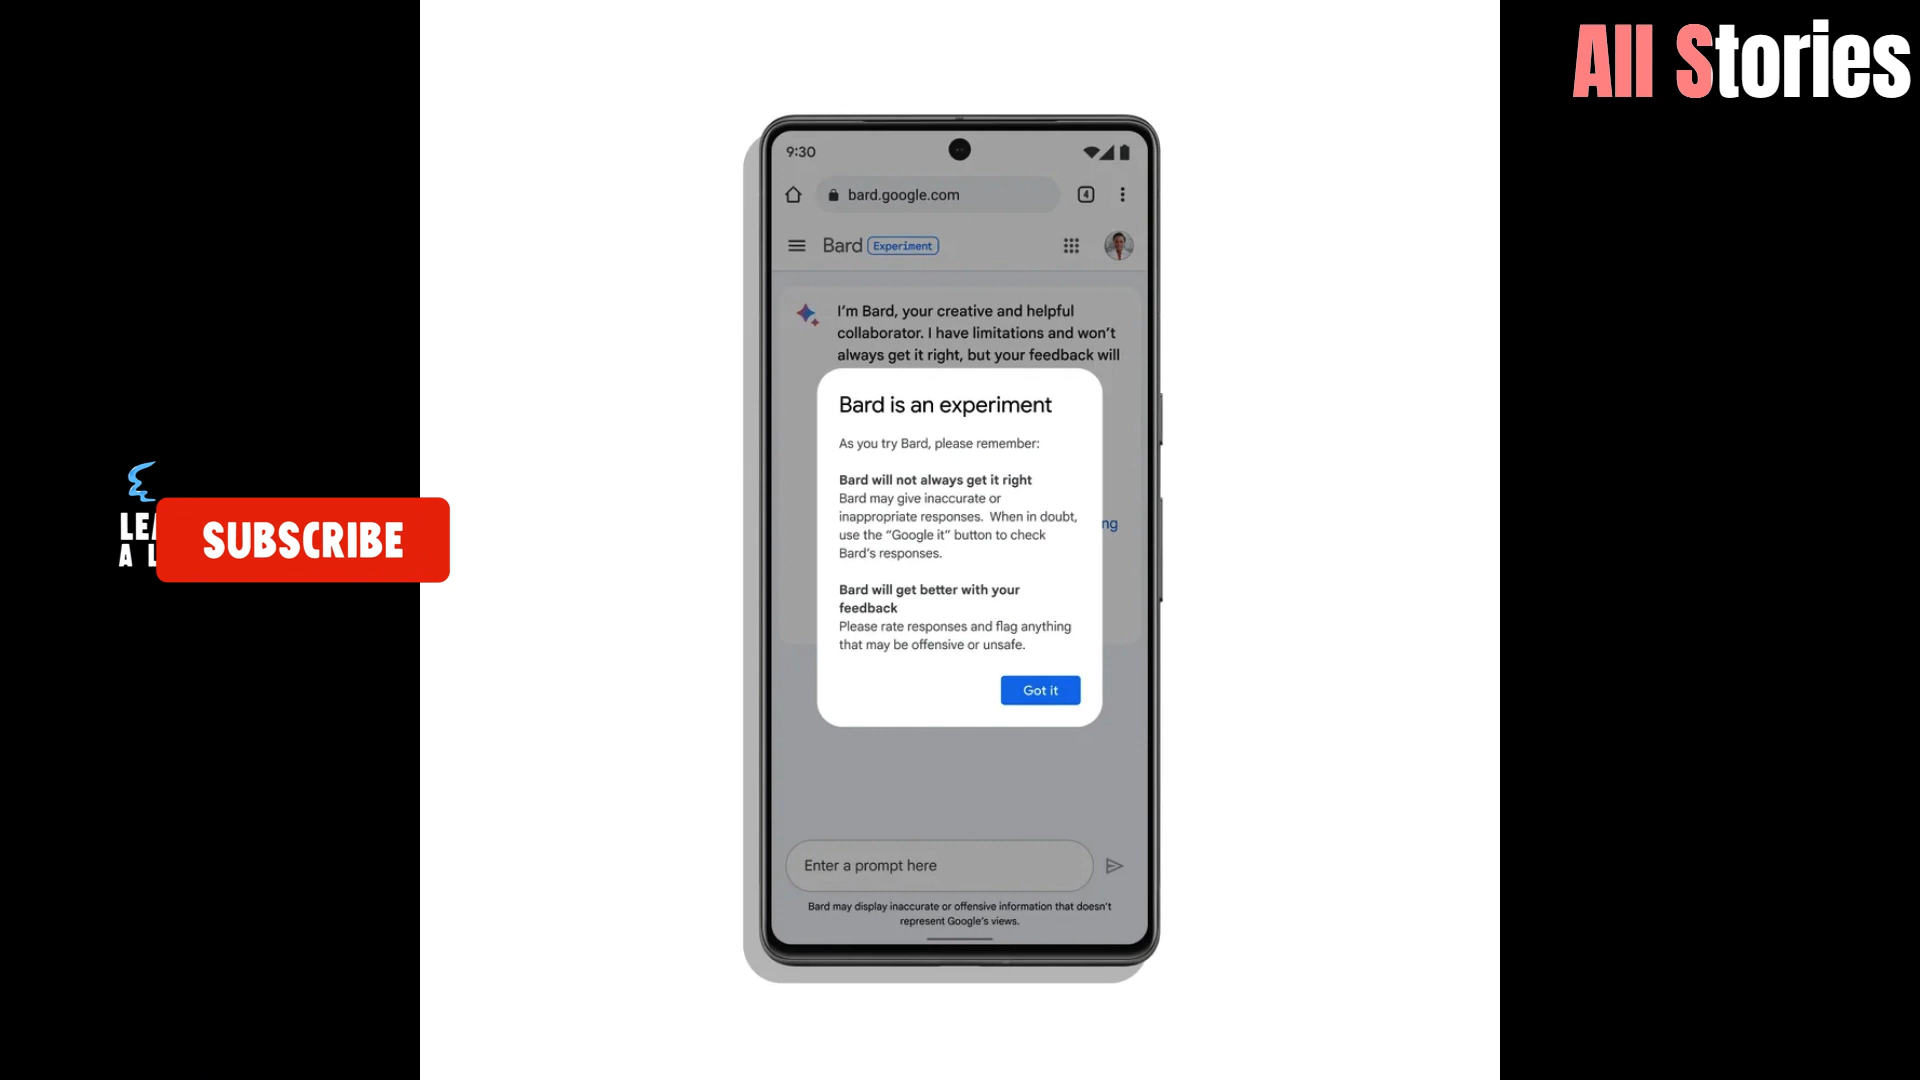 All Stories
9:30
bard.google.com
4
Bard Experiment
I'm Bard, your creative and helpful
collaborator. I have limitations and won't
always get it right, but your feedback will
Bard is an experiment
As you try Bard, please remember:
Bard will not always get it right
Bard may give inaccurate or
inappropriate responses. When in doubt,
use the “Google it” button to check
Bard's responses.
ng
Bard will get better with your
feedback
Please rate responses and flag anything
that may be offensive or unsafe.
Got it
LEA
A L
SUBSCRIBE
Enter a prompt here
Bard may display inaccurate or offensive information that doesn't
represent Google's views.